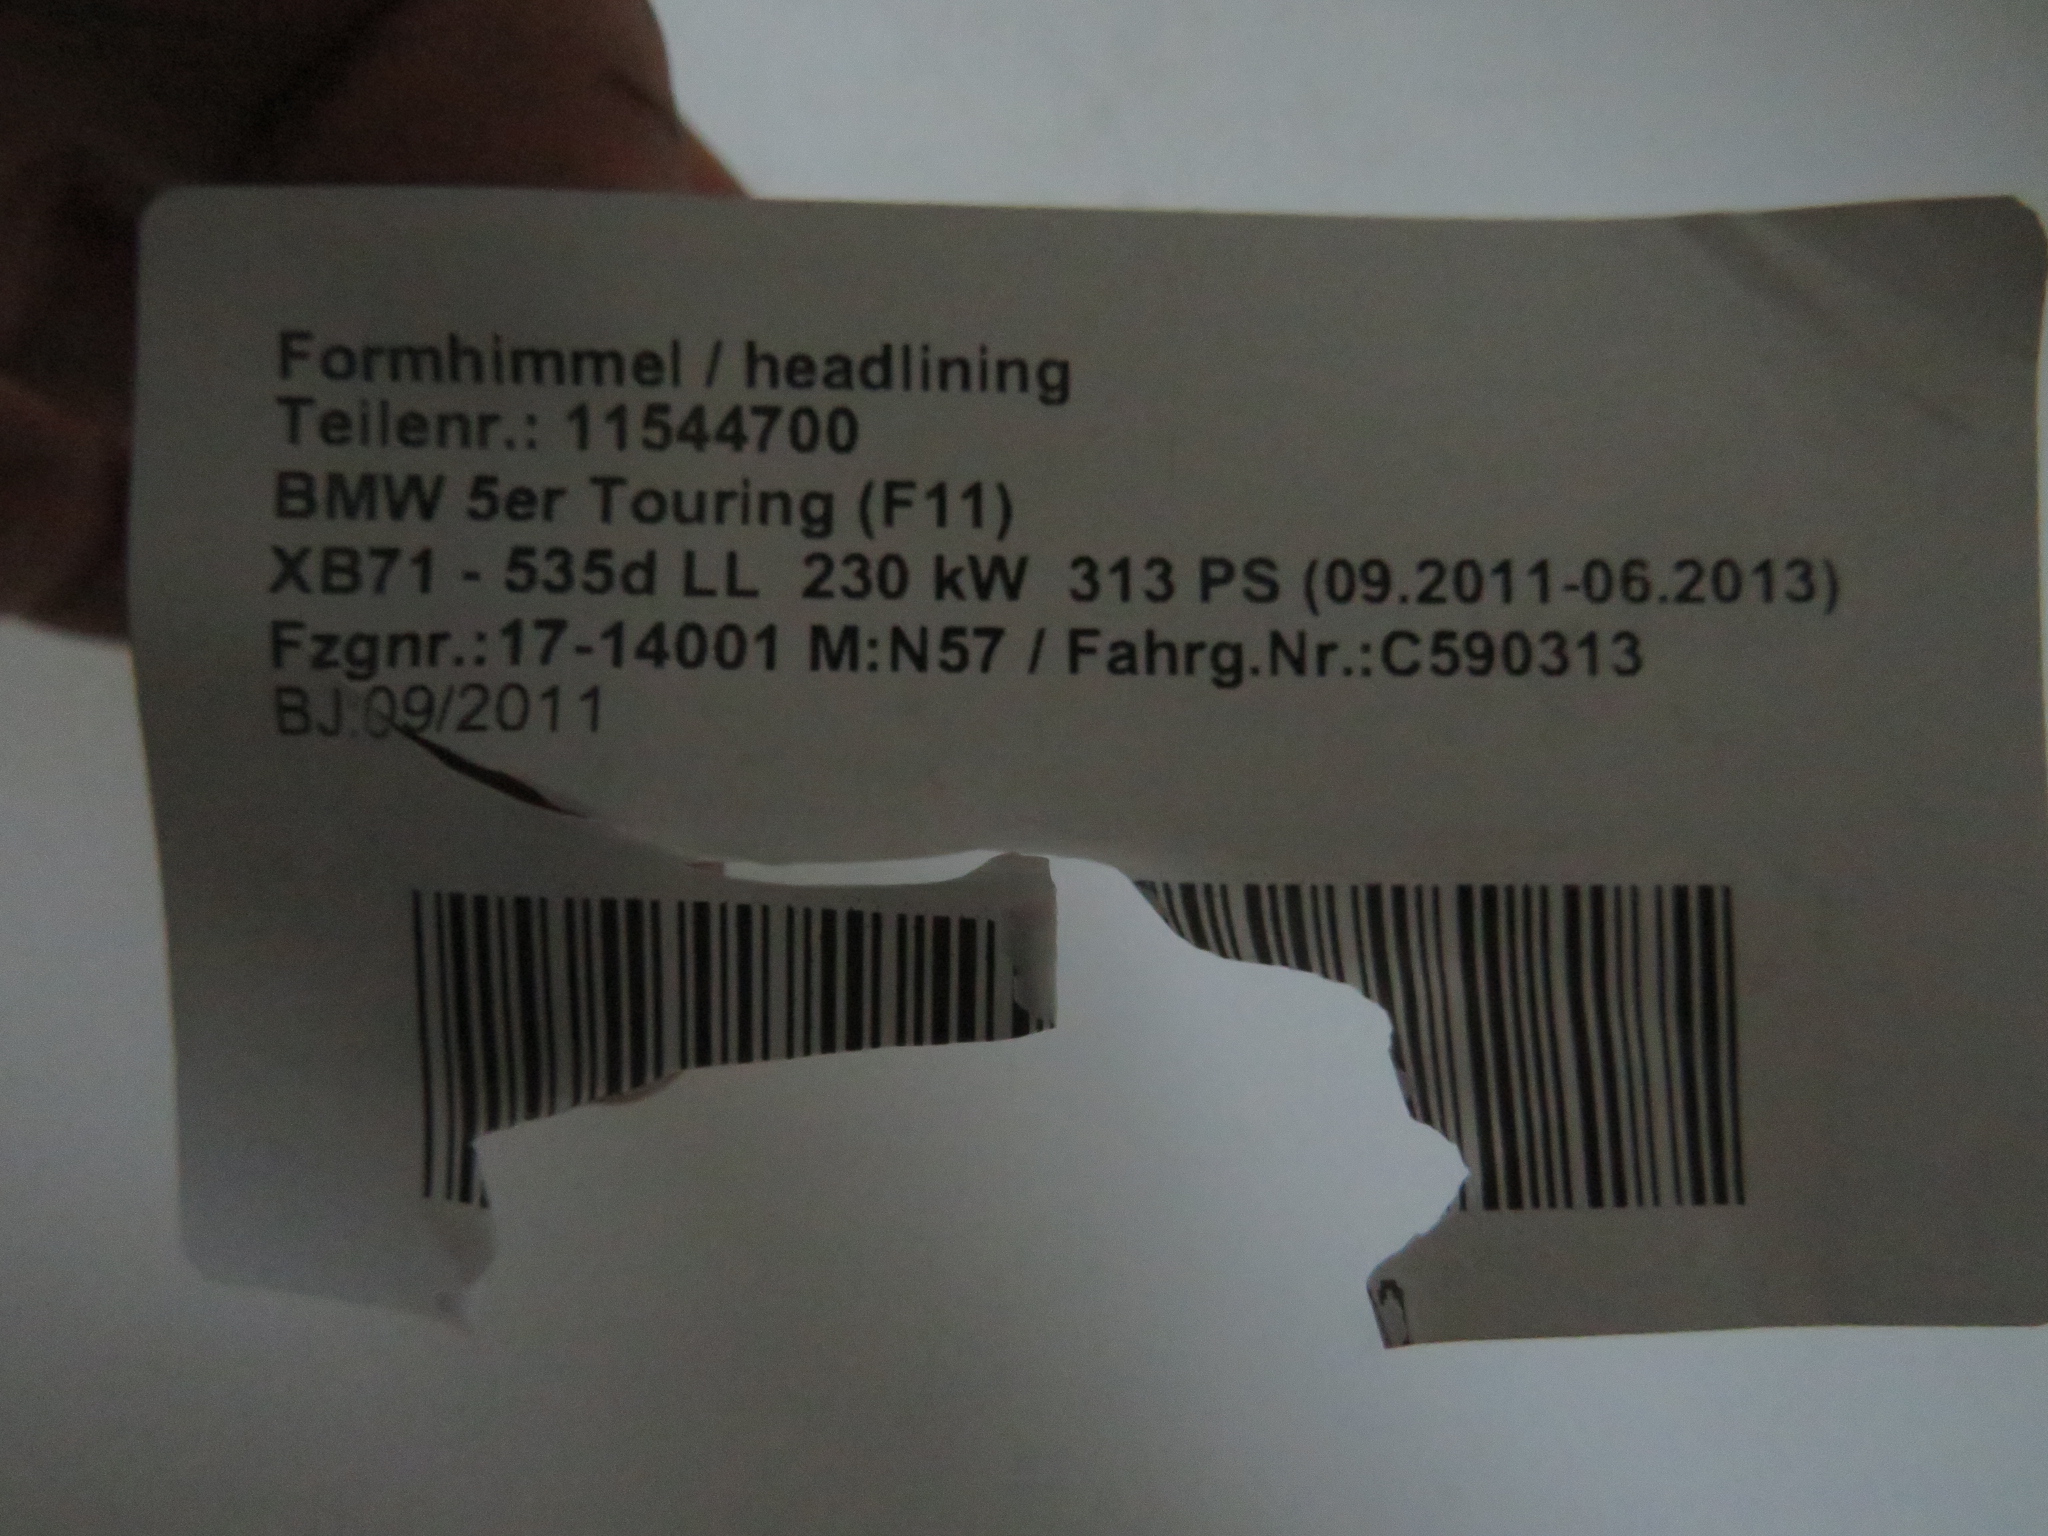 Formhimmel / headlining
Teilenr.: 11544700
BMW 5er Touring (F11)
XB71 - 535d LL 230 kW 313 PS (09.2011-06.2013)
Fzgnr.:17-14001 M:N57 / Fahrg.Nr.:C590313
BJ:09/2011